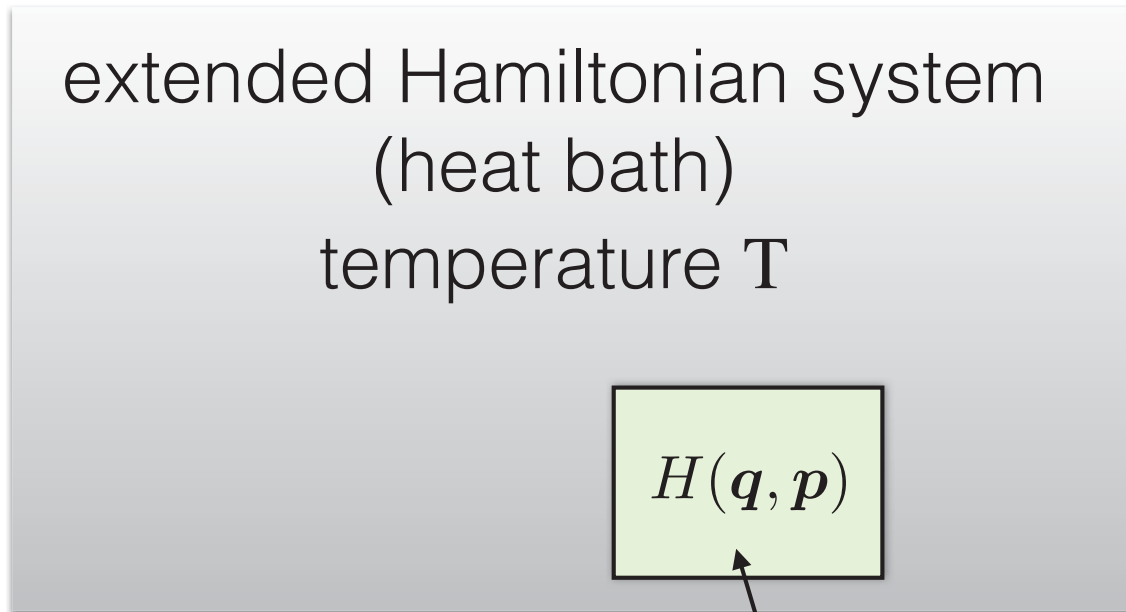 extended Hamiltonian system
(heat bath)
temperature T
H(q, p)